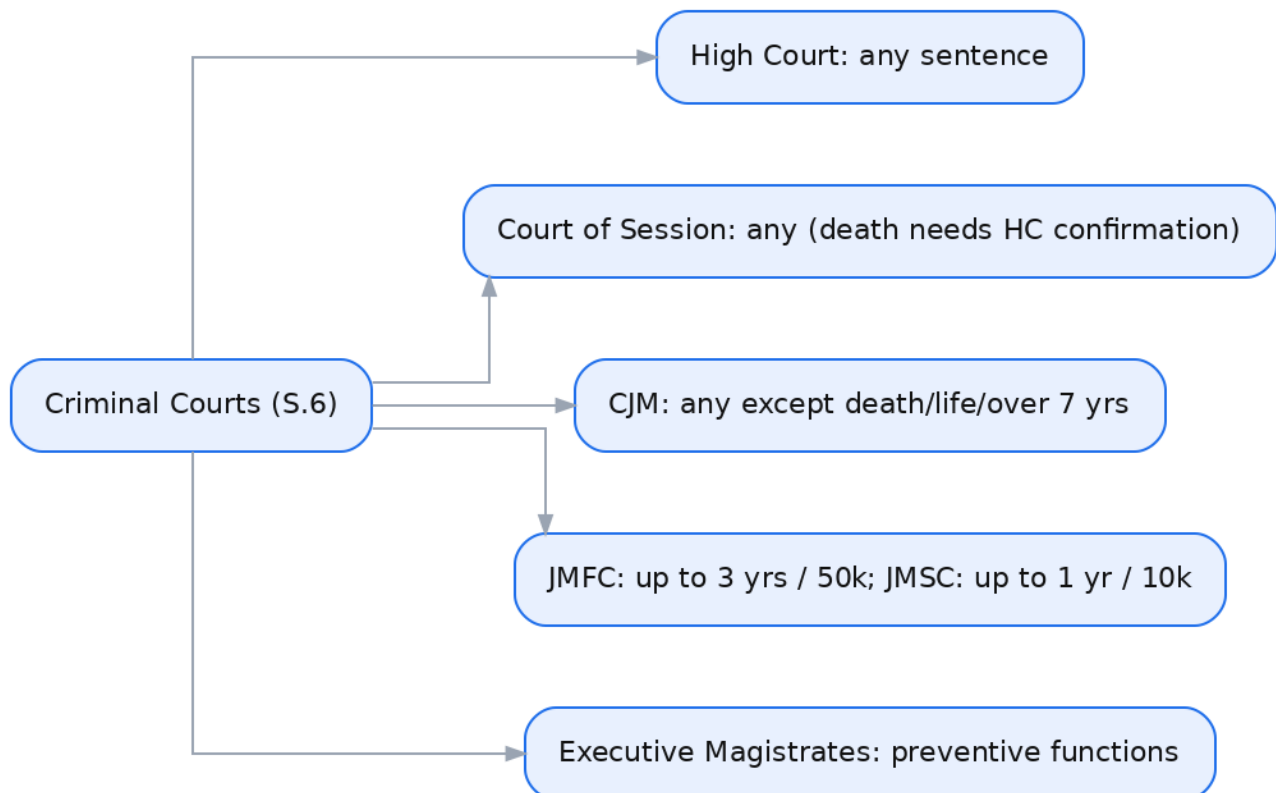 High Court: any sentence
Court of Session: any (death needs HC confirmation)
Criminal Courts (S.6)
CJM: any except death/life/over 7 yrs
JMFC: up to 3 yrs / 50k; JMSC: up to 1 yr / 10k
Executive Magistrates: preventive functions